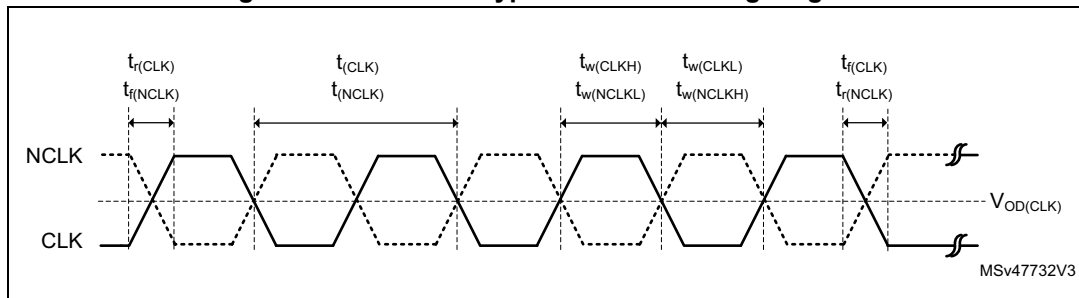 t_r(CLK)
t_f(NCLK)
t_(CLK)
t_(NCLK)
t_w(CLKH)
t_w(NCLKL)
t_w(CLKL)
t_w(NCLKH)
t_f(CLK)
t_r(NCLK)
NCLK
V_OD(CLK)
CLK
MSv47732V3